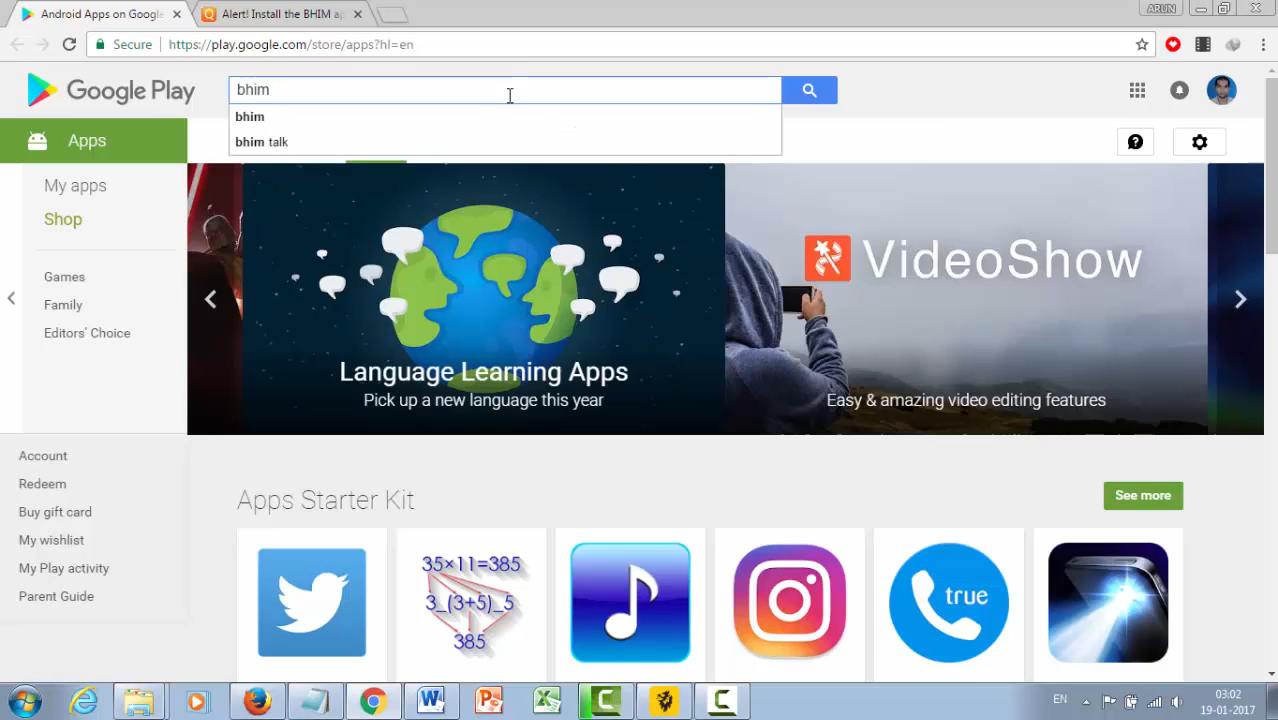 Android Apps on Google
Alert! Install the BHIM ap
ARUN
Secure
https://play.google.com/store/apps?hl=en
Google Play
bhim
bhim
bhim talk
Apps
My apps
Shop
Games
Family
Editors' Choice
Account
Redeem
Buy gift card
My wishlist
My Play activity
Parent Guide
Language Learning Apps
Pick up a new language this year
VideoShow
Easy & amazing video editing features
Apps Starter Kit
See more
35×11=385
3_(3+5)_5
385
true
EN
03:02
19-01-2017